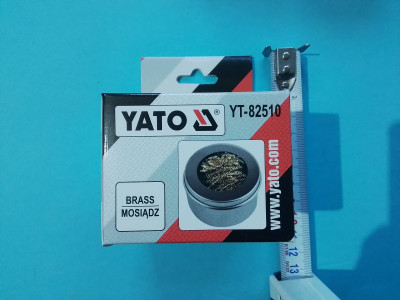 YATO YT-82510
BRASS
MOSIĄDZ
www.yato.com
12 13